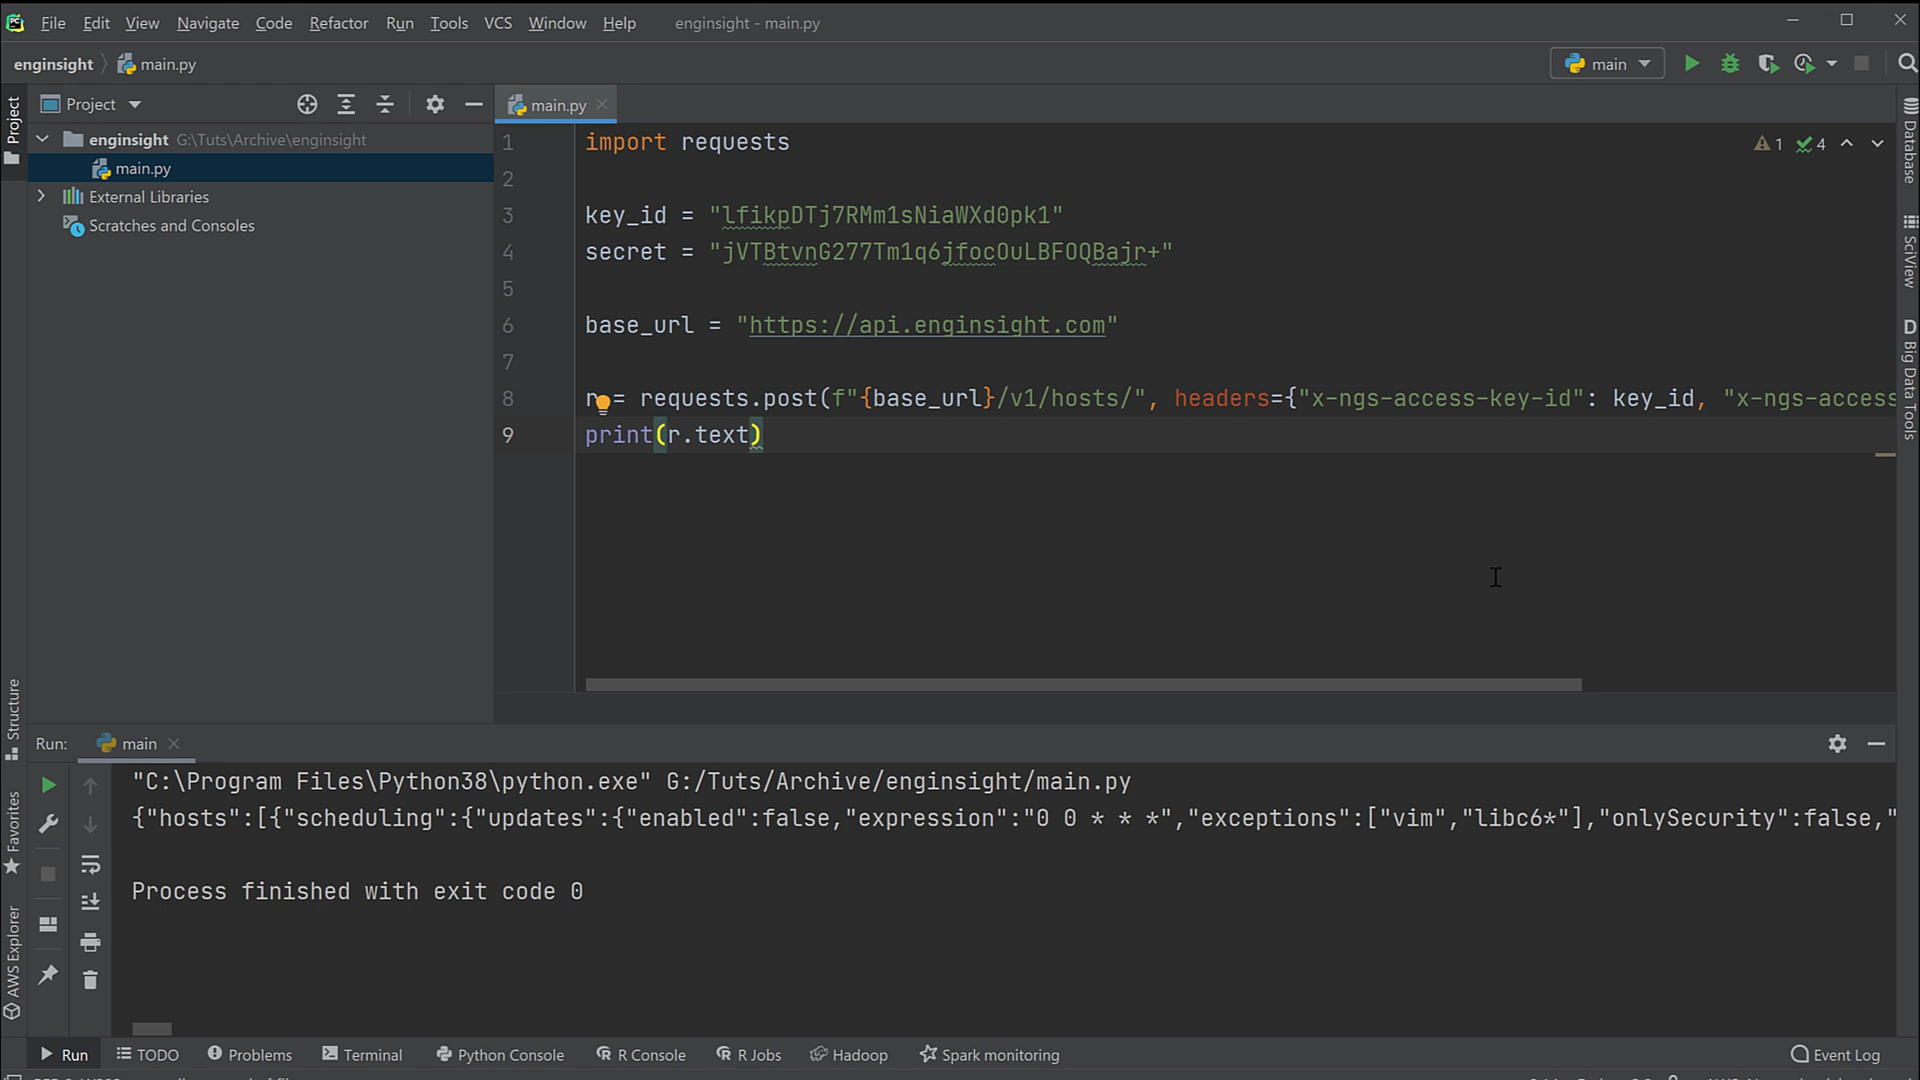 File Edit View Navigate Code Refactor Run Tools VCS Window Help enginsight - main.py
enginsight main.py
main
Project
main.py
enginsight G:\Tuts\Archive\enginsight
main.py
External Libraries
Scratches and Consoles
1 import requests
1 4
2
3 key_id = "lfikpDTj7RMm1sNiaWXd0pk1"
4 secret = "jVTBtvnG277Tm1q6jfocOuLBFOQBajr+"
5
6 base_url = "https://api.enginsight.com"
7
8 r = requests.post(f"{base_url}/v1/hosts/", headers={"x-ngs-access-key-id": key_id, "x-ngs-access
9 print(r.text)
Project
Structure
Favorites
AWS Explorer
Database
SciView
D Big Data Tools
Run: main
"C:\Program Files\Python38\python.exe" G:/Tuts/Archive/enginsight/main.py
{"hosts":[{"scheduling":{"updates":{"enabled":false,"expression":"0 0 * * *","exceptions":["vim","libc6*"],"onlySecurity":false,"
Process finished with exit code 0
Run TODO Problems Terminal Python Console R Console R Jobs Hadoop Spark monitoring Event Log